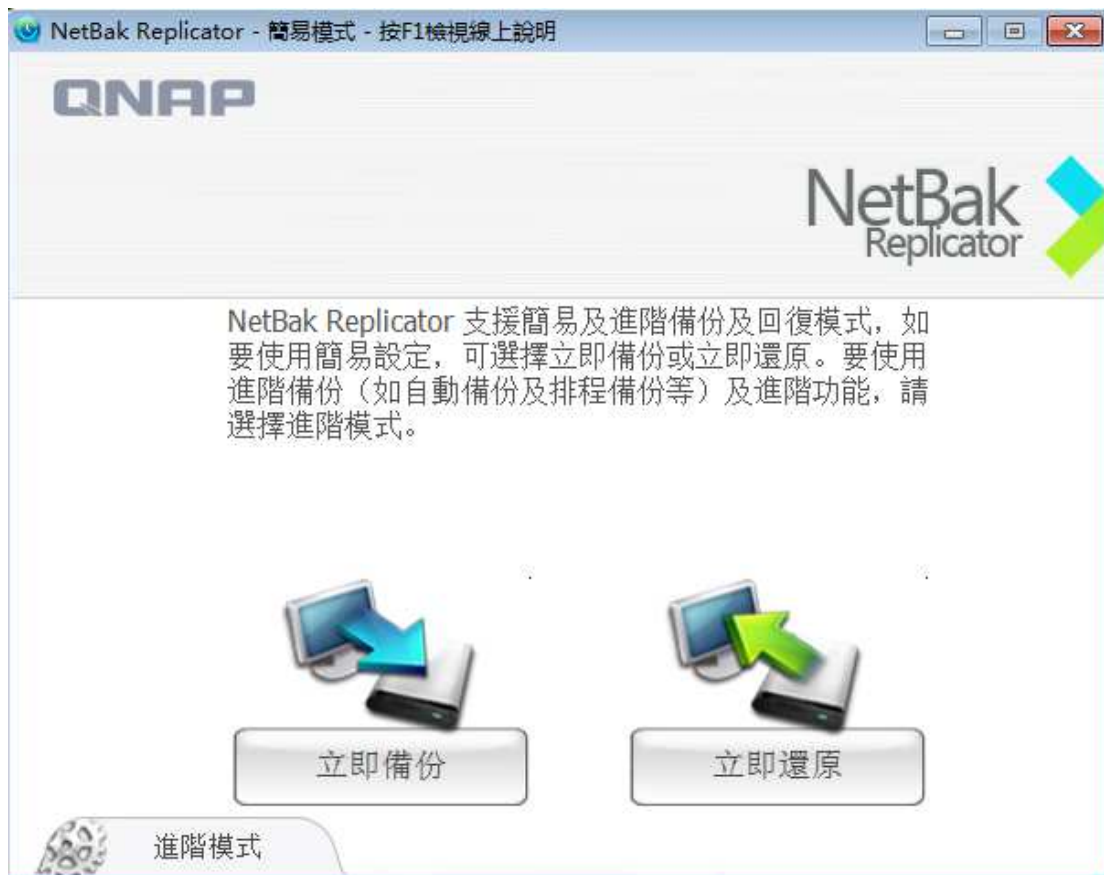 NetBak Replicator - 簡易模式 - 按F1檢視線上說明
QNAP
NetBak
Replicator
NetBak Replicator 支援簡易及進階備份及回復模式，如
要使用簡易設定，可選擇立即備份或立即還原。要使用
進階備份（如自動備份及排程備份等）及進階功能，請
選擇進階模式。
立即備份
立即還原
進階模式